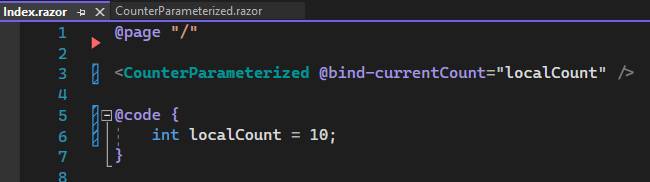 Index.razor CounterParameterized.razor
1 @page "/"
2
3 <CounterParameterized @bind-currentCount="localCount" />
4
5 @code {
6 int localCount = 10;
7 }
8